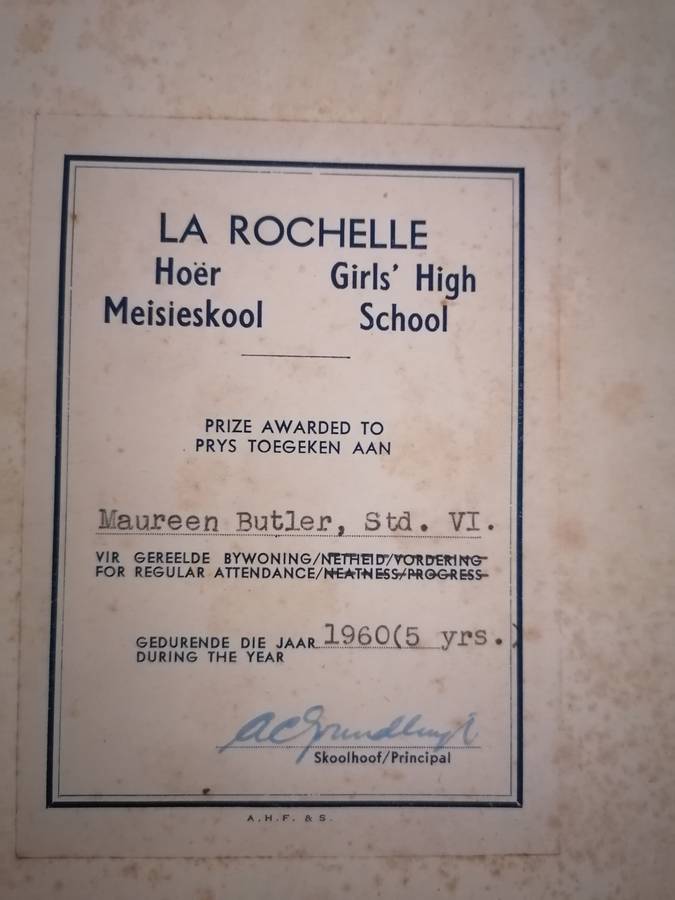 LA ROCHELLE
Hoër Girls' High
Meisieskool School
PRIZE AWARDED TO
PRYS TOEGEKEN AAN
Maureen Butler, Std. VI.
VIR GEREELDE BYWONING/NETHEID/VORDERING
FOR REGULAR ATTENDANCE/NEATNESS/PROGRESS
GEDURENDE DIE JAAR 1960(5 yrs.)
DURING THE YEAR
Skoolhoof/Principal
A.H.F. & S.